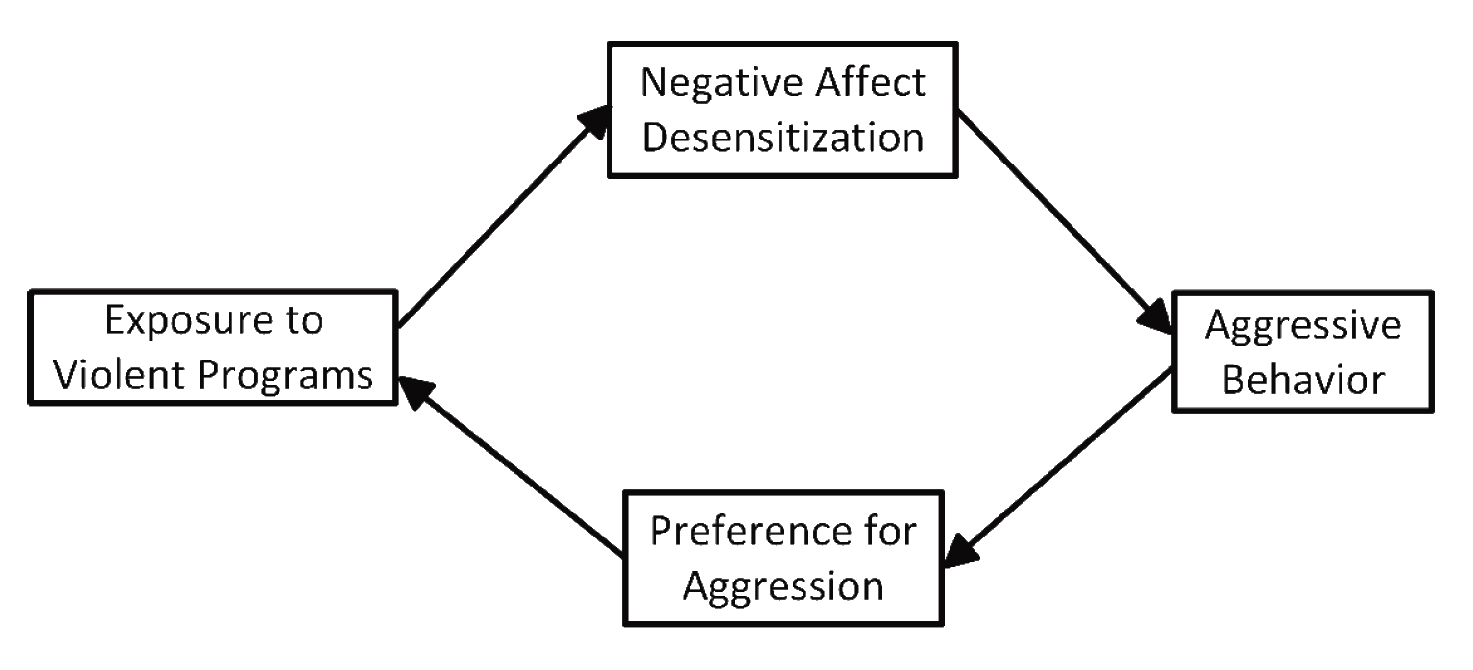 Negative Affect
Desensitization
Exposure to
Violent Programs
Aggressive
Behavior
Preference for
Aggression